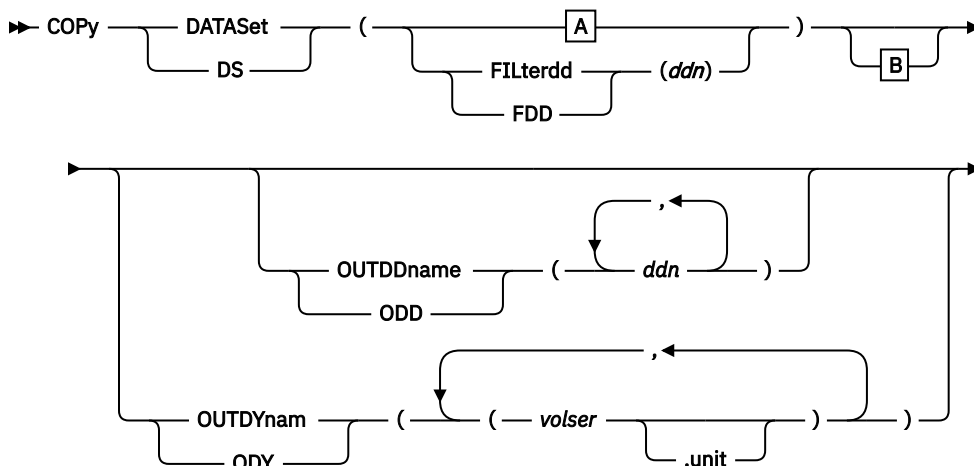 COPy DATASet ( A ) 
DS FILterdd (ddn) B
FDD
,
OUTDDname ( ddn )
ODD
,
OUTDYnam ( ( volser ) )
ODY ,unit